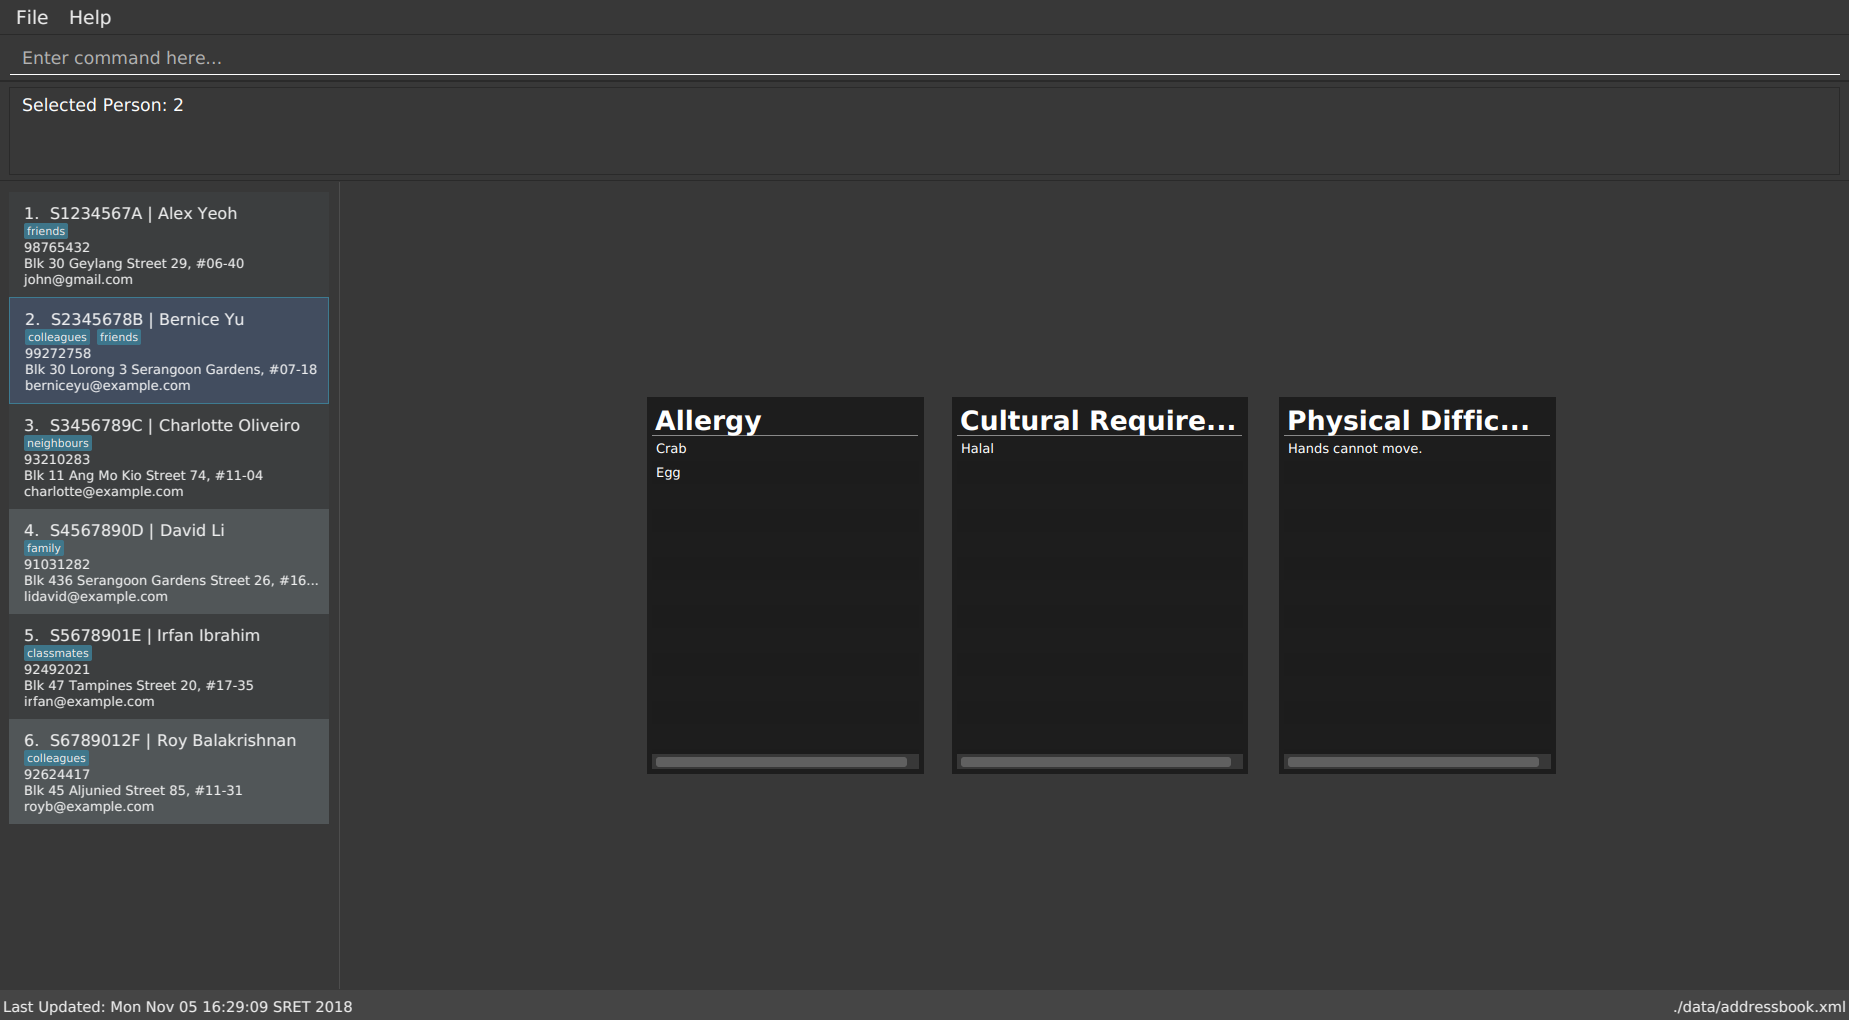 File Help
Enter command here...
Selected Person: 2
1. S1234567A | Alex Yeoh
friends
98765432
Blk 30 Geylang Street 29, #06-40
john@gmail.com
2. S2345678B | Bernice Yu
colleagues friends
99272758
Blk 30 Lorong 3 Serangoon Gardens, #07-18
berniceyu@example.com
3. S3456789C | Charlotte Oliveiro
neighbours
93210283
Blk 11 Ang Mo Kio Street 74, #11-04
charlotte@example.com
4. S4567890D | David Li
family
91031282
Blk 436 Serangoon Gardens Street 26, #16...
lidavid@example.com
5. S5678901E | Irfan Ibrahim
classmates
92492021
Blk 47 Tampines Street 20, #17-35
irfan@example.com
6. S6789012F | Roy Balakrishnan
colleagues
92624417
Blk 45 Aljunied Street 85, #11-31
royb@example.com
Allergy
Crab
Egg
Cultural Require...
Halal
Physical Diffic...
Hands cannot move.
Last Updated: Mon Nov 05 16:29:09 SRET 2018
./data/addressbook.xml